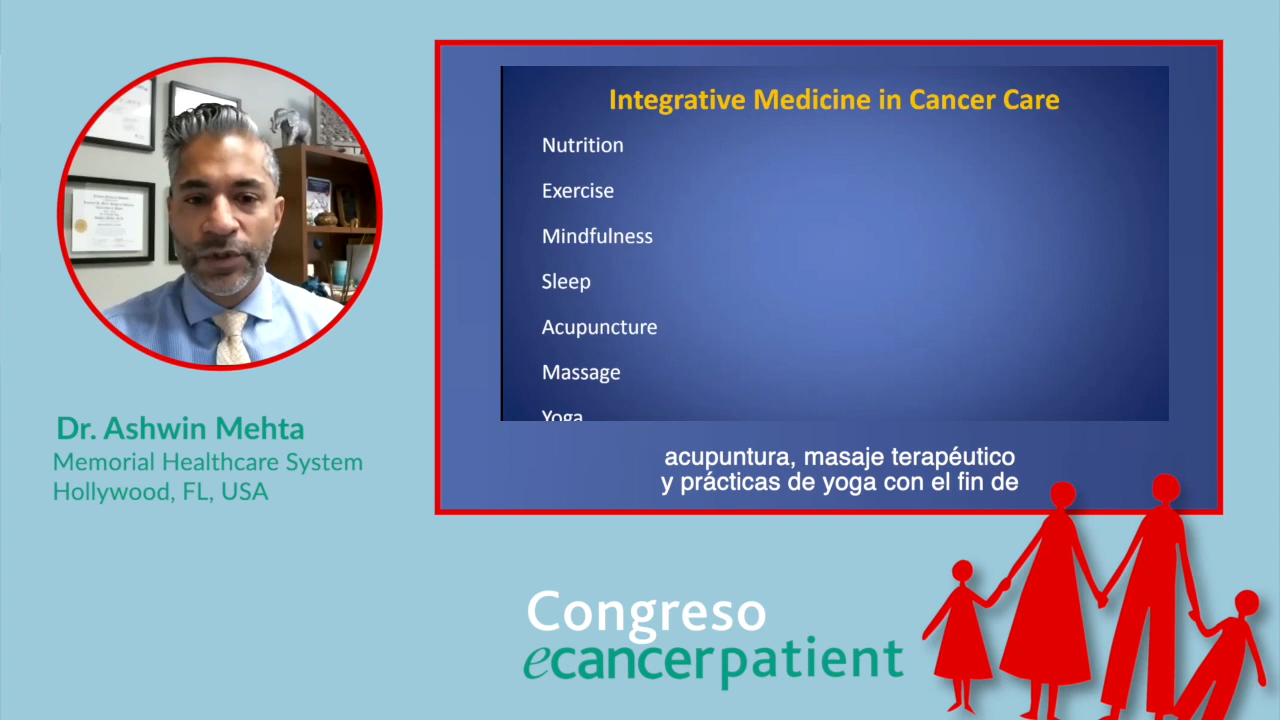 Integrative Medicine in Cancer Care
Nutrition
Exercise
Mindfulness
Sleep
Acupuncture
Massage
Yoga
acupuntura, masaje terapéutico
y prácticas de yoga con el fin de
Dr. Ashwin Mehta
Memorial Healthcare System
Hollywood, FL, USA
Congreso
ecancerpatient